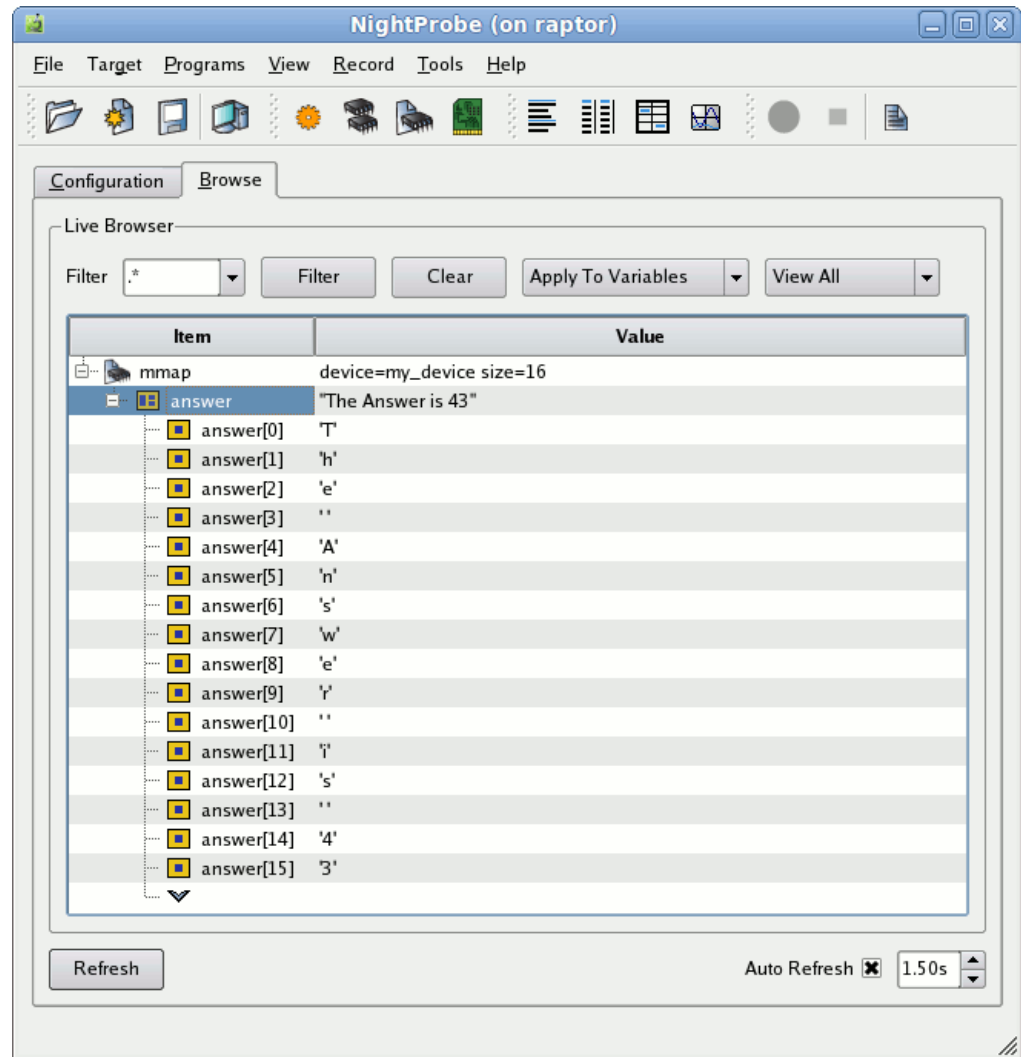 NightProbe (on raptor)
File Target Programs View Record Tools Help
Configuration Browse
Live Browser
Filter .* Filter Clear Apply To Variables View All
Item Value
mmap device=my_device size=16
answer "The Answer is 43"
answer[0] 'T'
answer[1] 'h'
answer[2] 'e'
answer[3] ' '
answer[4] 'A'
answer[5] 'n'
answer[6] 's'
answer[7] 'w'
answer[8] 'e'
answer[9] 'r'
answer[10] ' '
answer[11] 'i'
answer[12] 's'
answer[13] ' '
answer[14] '4'
answer[15] '3'
Refresh Auto Refresh 1.50s